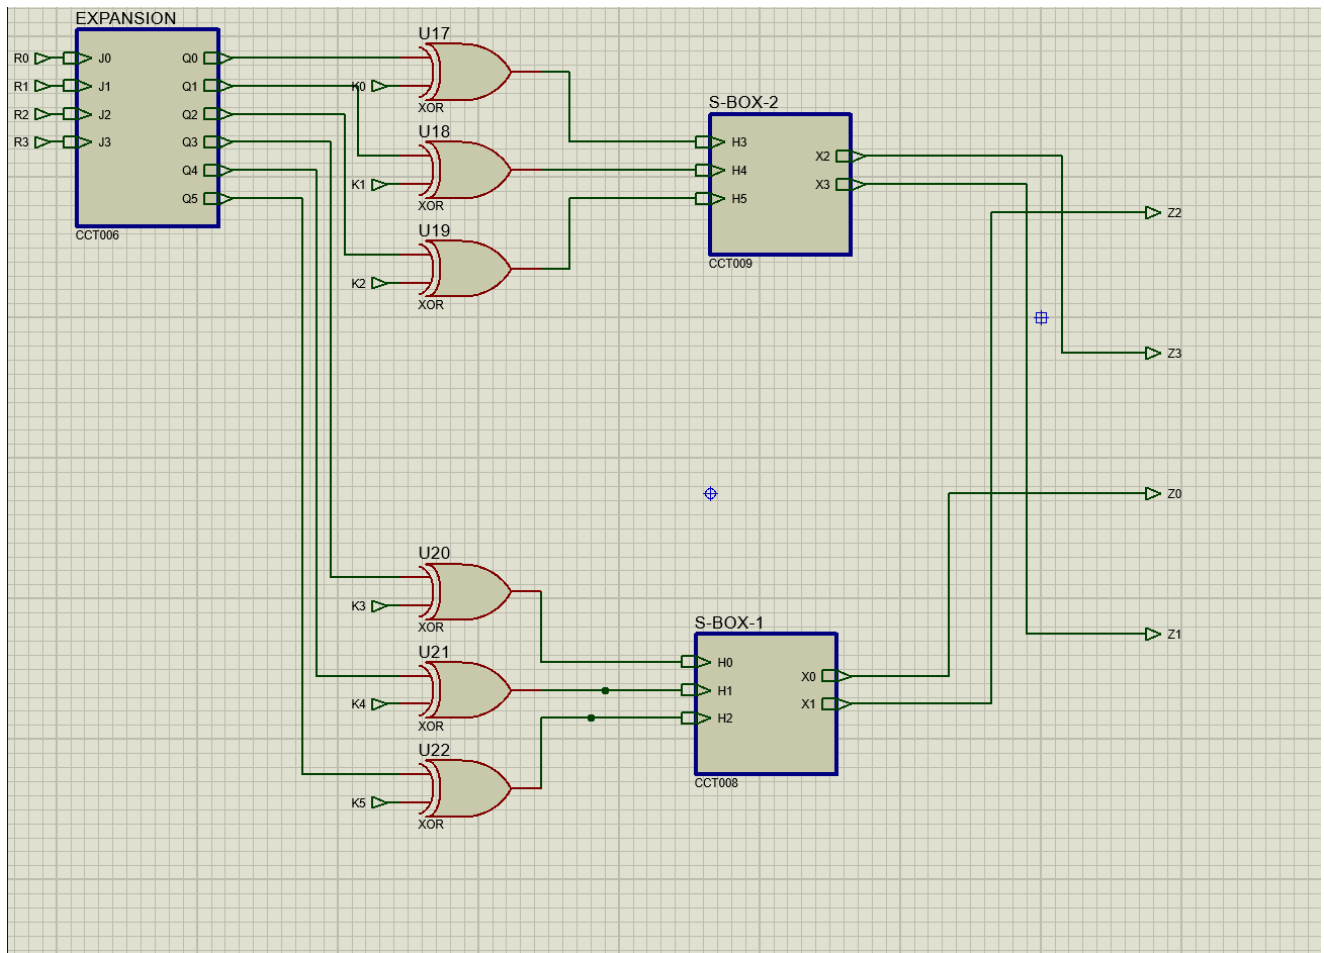 EXPANSION
R0
J0
Q0
R1
J1
Q1
R2
J2
Q2
R3
J3
Q3
Q4
Q5
CCT006
U17
K0
XOR
U18
K1
XOR
U19
K2
XOR
S-BOX-2
H3
X2
H4
X3
H5
CCT009
Z2
Z3
Z0
Z1
U20
K3
XOR
U21
K4
XOR
U22
K5
XOR
S-BOX-1
H0
X0
H1
X1
H2
CCT008